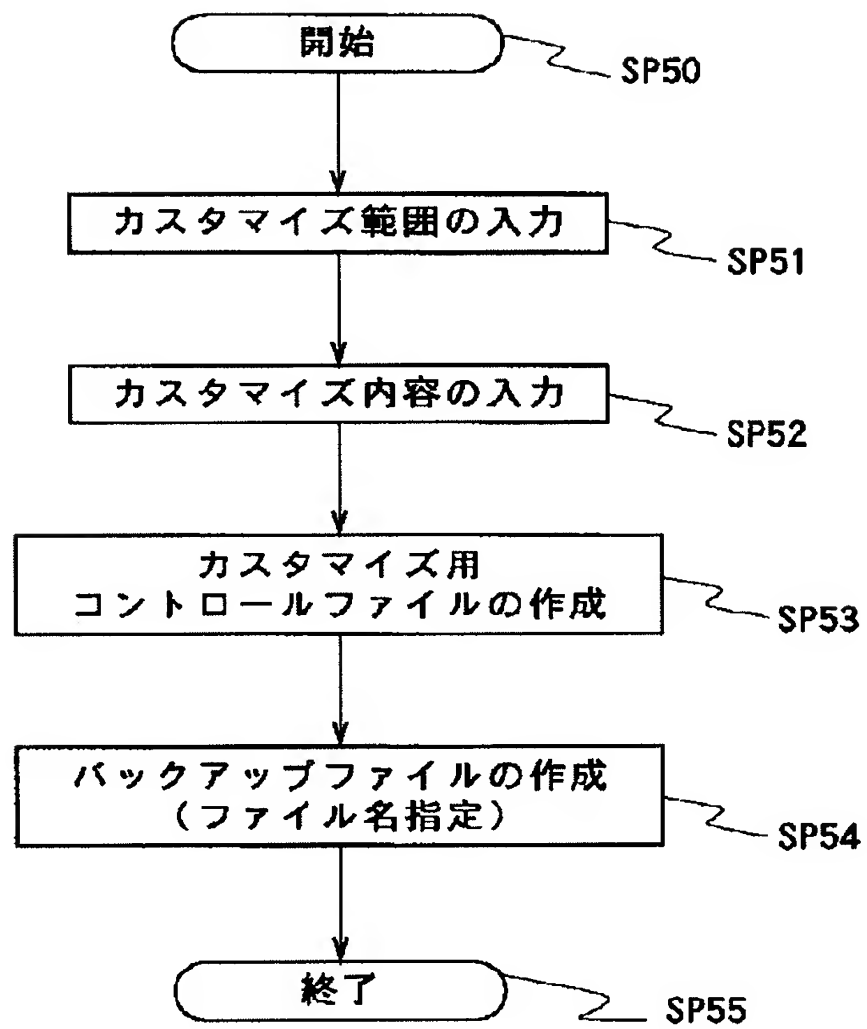 開始
SP50
カスタマイズ範囲の入力
SP51
カスタマイズ内容の入力
SP52
カスタマイズ用
コントロールファイルの作成
SP53
バックアップファイルの作成
(ファイル名指定)
SP54
終了
SP55